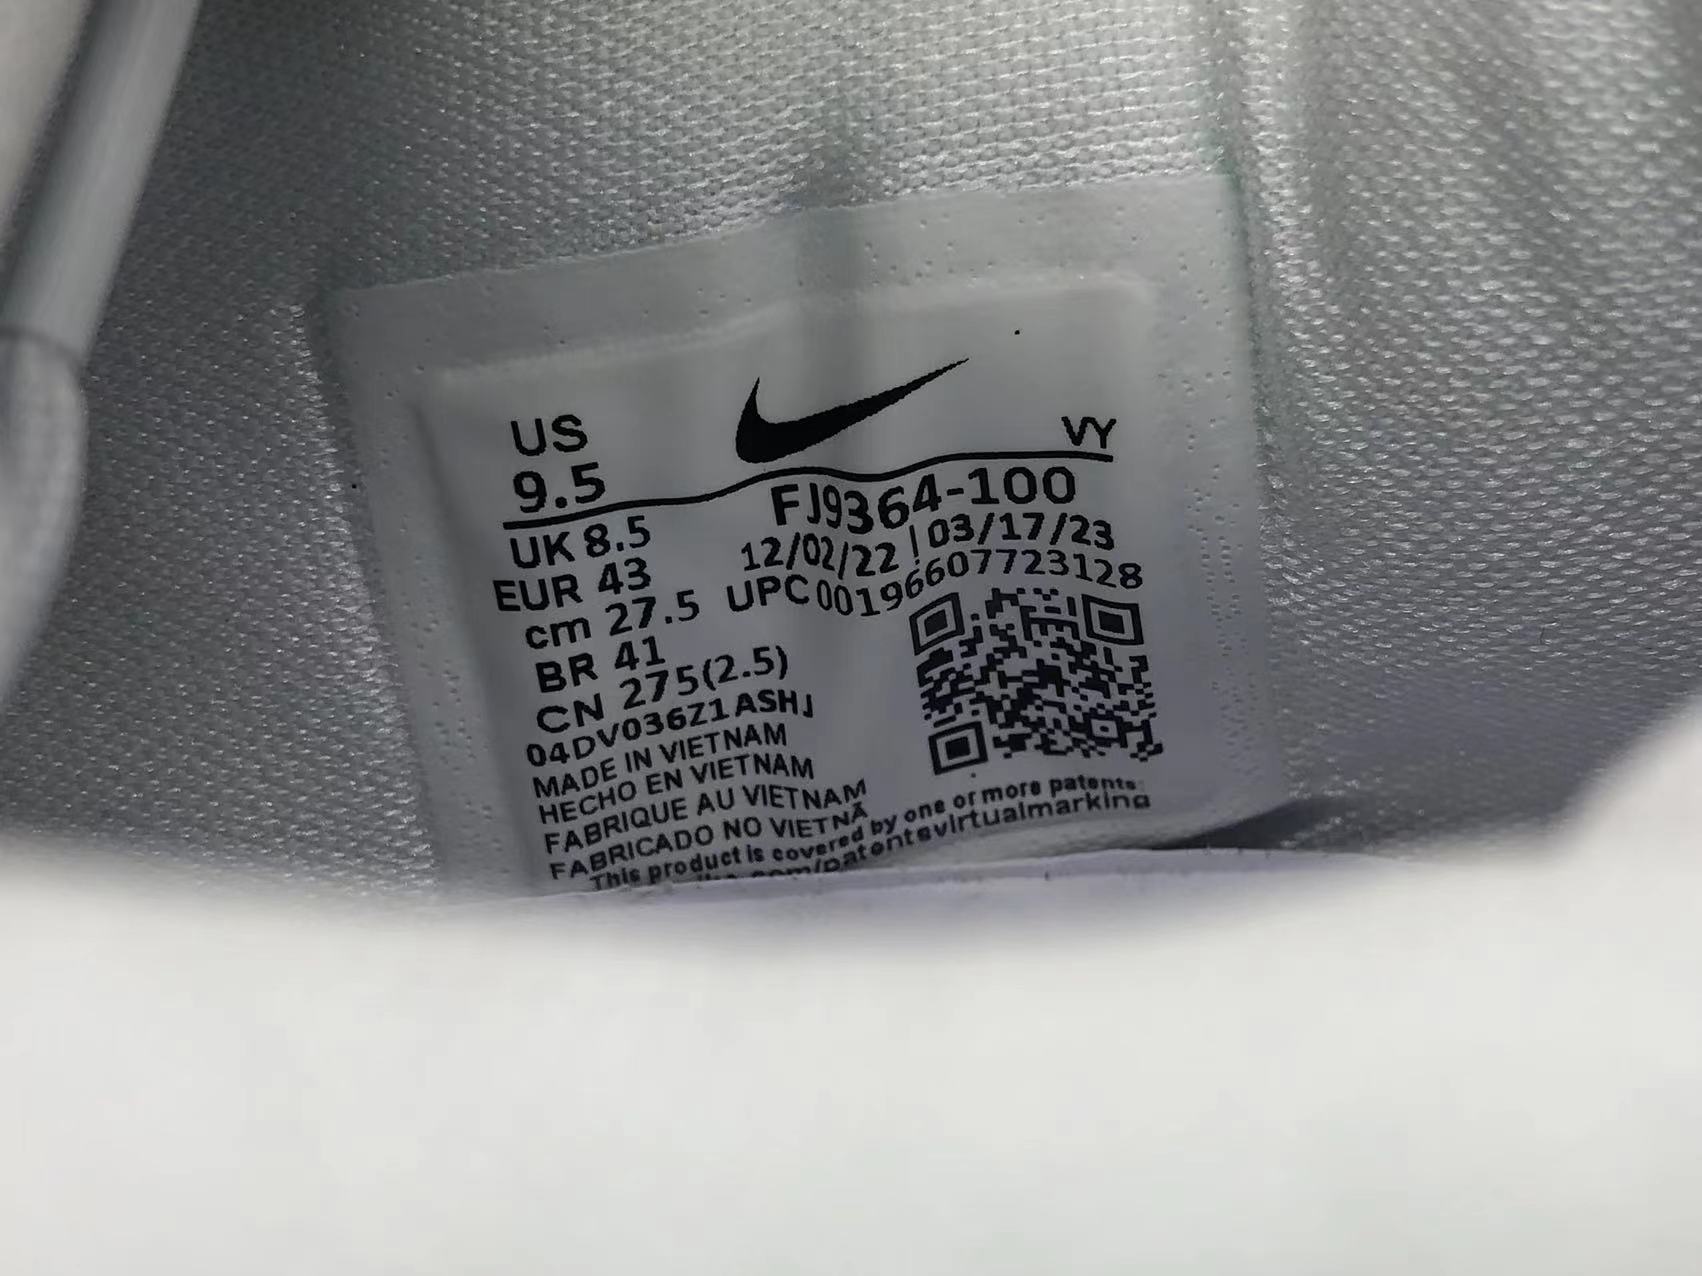 US
9.5
VY
UK 8.5
EUR 43
cm 27.5
BR 41
CN 275(2.5)
FJ9364-100
12/02/22 | 03/17/23
UPC 00196607723128
04DV036Z1ASHJ
MADE IN VIETNAM
HECHO EN VIETNAM
FABRIQUE AU VIETNAM
FABRICADO NO VIETNÃ
This product is covered by one or more patents:
.com/patentsvirtualmarking